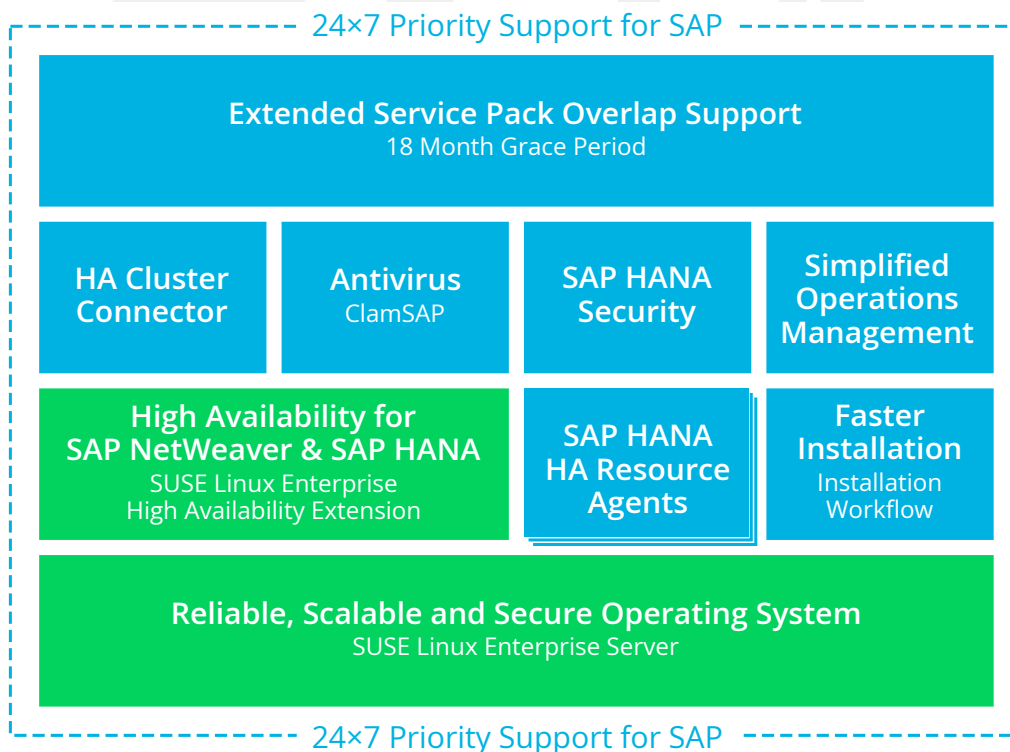 24×7 Priority Support for SAP
Extended Service Pack Overlap Support
18 Month Grace Period
HA Cluster
Connector
Antivirus
ClamSAP
SAP HANA
Security
Simplified
Operations
Management
High Availability for
SAP NetWeaver & SAP HANA
SUSE Linux Enterprise
High Availability Extension
SAP HANA
HA Resource
Agents
Faster
Installation
Installation
Workflow
Reliable, Scalable and Secure Operating System
SUSE Linux Enterprise Server
24×7 Priority Support for SAP